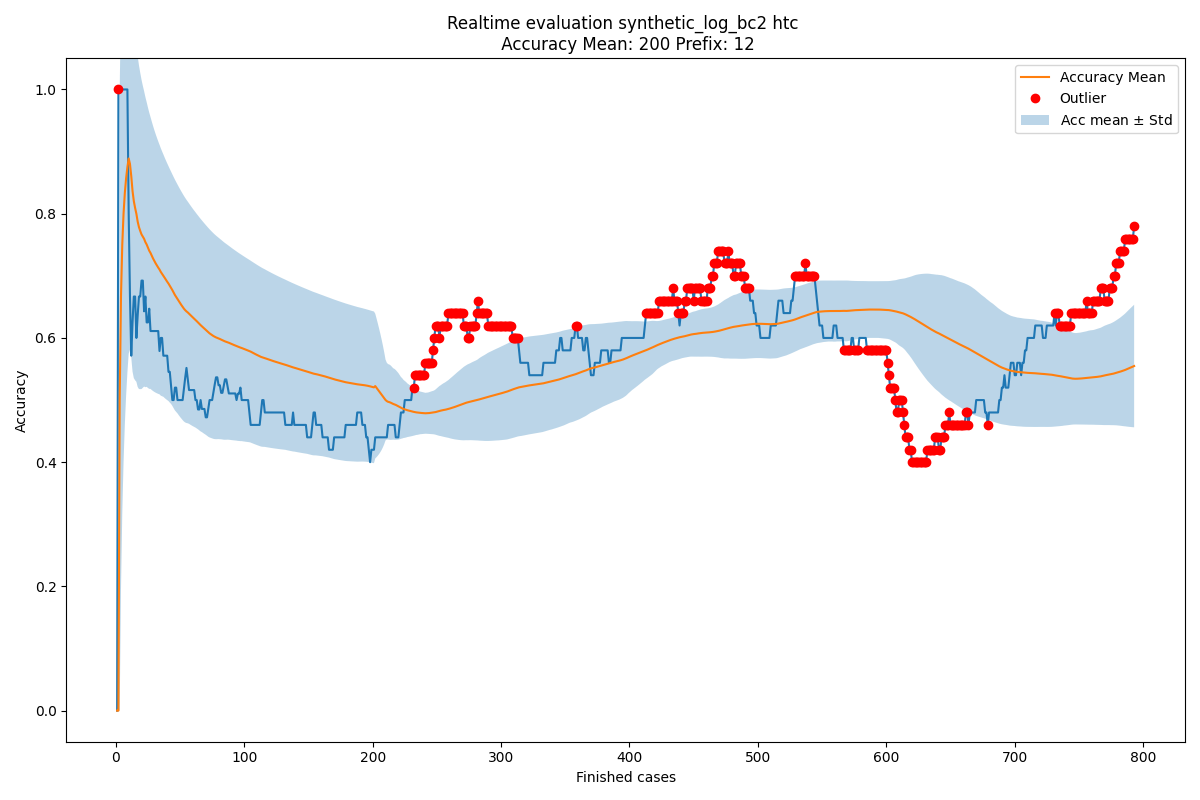 Realtime evaluation synthetic_log_bc2 htc
Accuracy Mean: 200 Prefix: 12
Accuracy Mean
Outlier
Acc mean ± Std
1.0
0.8
0.6
0.4
0.2
0.0
Accuracy
0 100 200 300 400 500 600 700 800
Finished cases